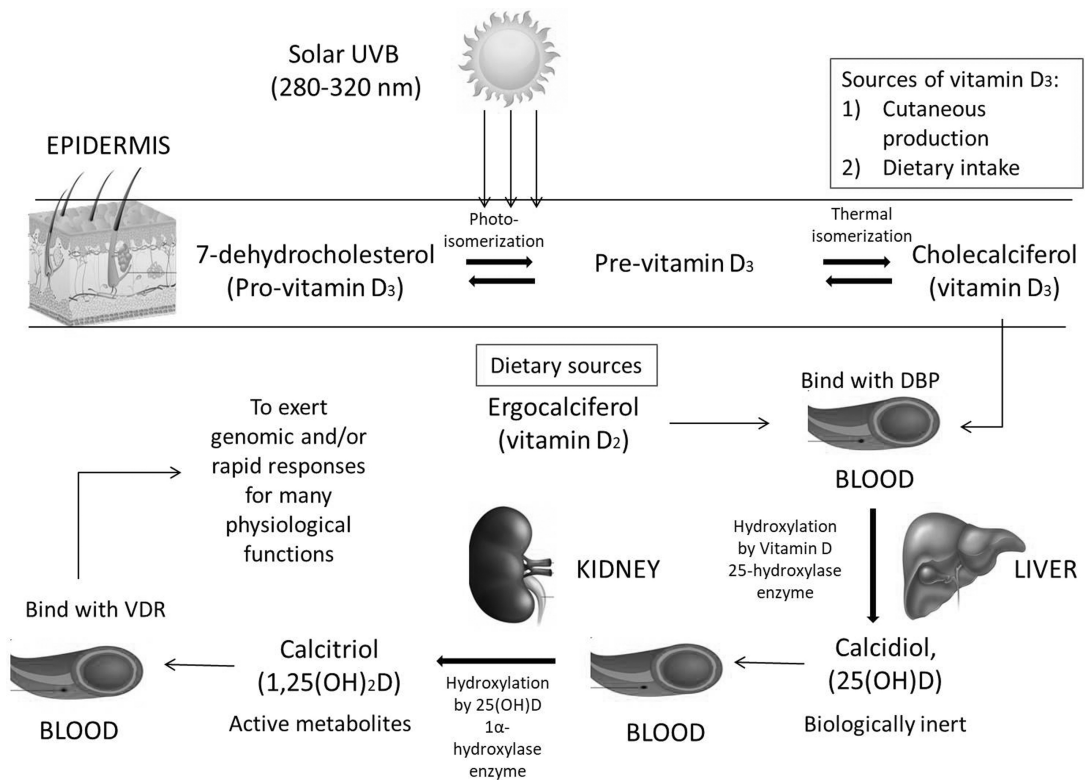 Solar UVB
(280-320 nm)
Sources of vitamin D3:
1) Cutaneous
production
2) Dietary intake
EPIDERMIS
Photo-
isomerization
Thermal
isomerization
7-dehydrocholesterol
(Pro-vitamin D3)
Pre-vitamin D3
Cholecalciferol
(vitamin D3)
Dietary sources
Ergocalciferol
(vitamin D2)
Bind with DBP
BLOOD
To exert
genomic and/or
rapid responses
for many
physiological
functions
Hydroxylation
by Vitamin D
25-hydroxylase
enzyme
LIVER
KIDNEY
Bind with VDR
BLOOD
Calcitriol
(1,25(OH)2D)
Active metabolites
Hydroxylation
by 25(OH)D
1α-
hydroxylase
enzyme
BLOOD
Calcidiol,
(25(OH)D)
Biologically inert